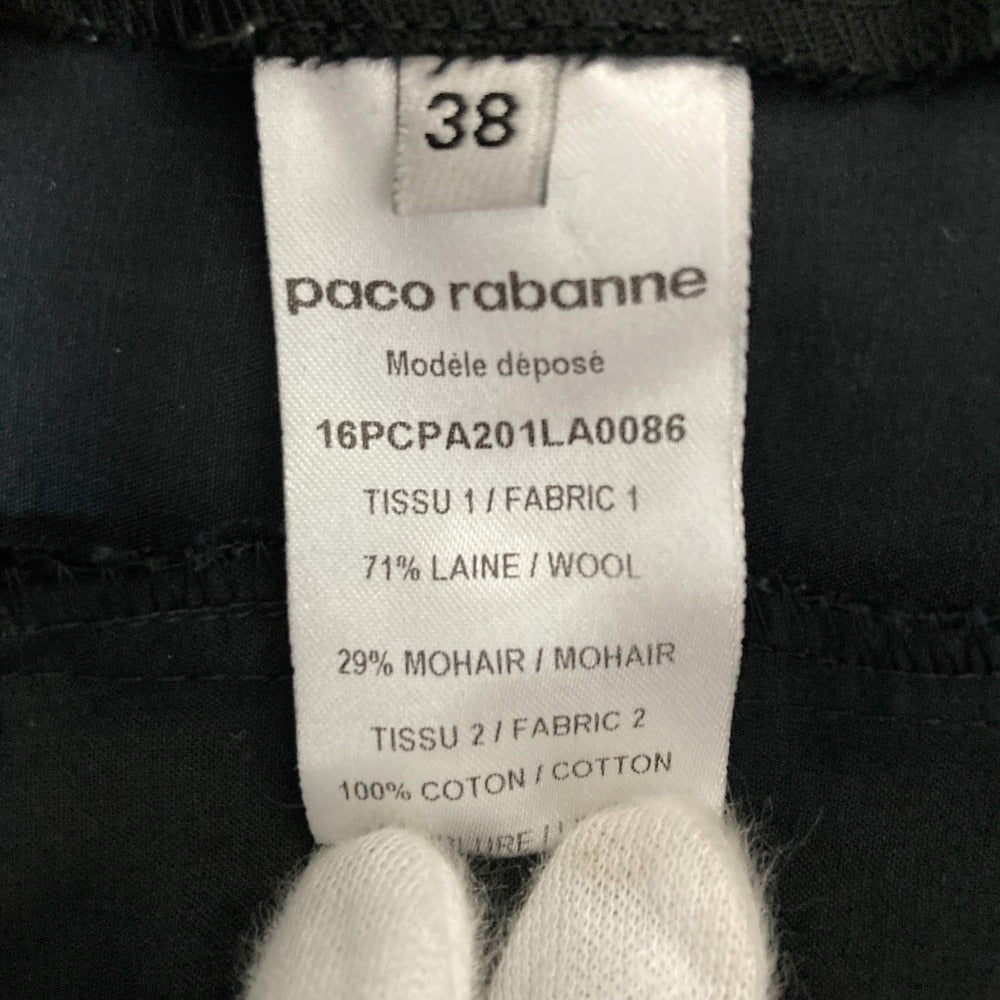 38
paco rabanne
Modèle déposé
16PCPA201LA0086
TISSU 1 / FABRIC 1
71% LAINE / WOOL
29% MOHAIR / MOHAIR
TISSU 2 / FABRIC 2
100% COTON / COTTON